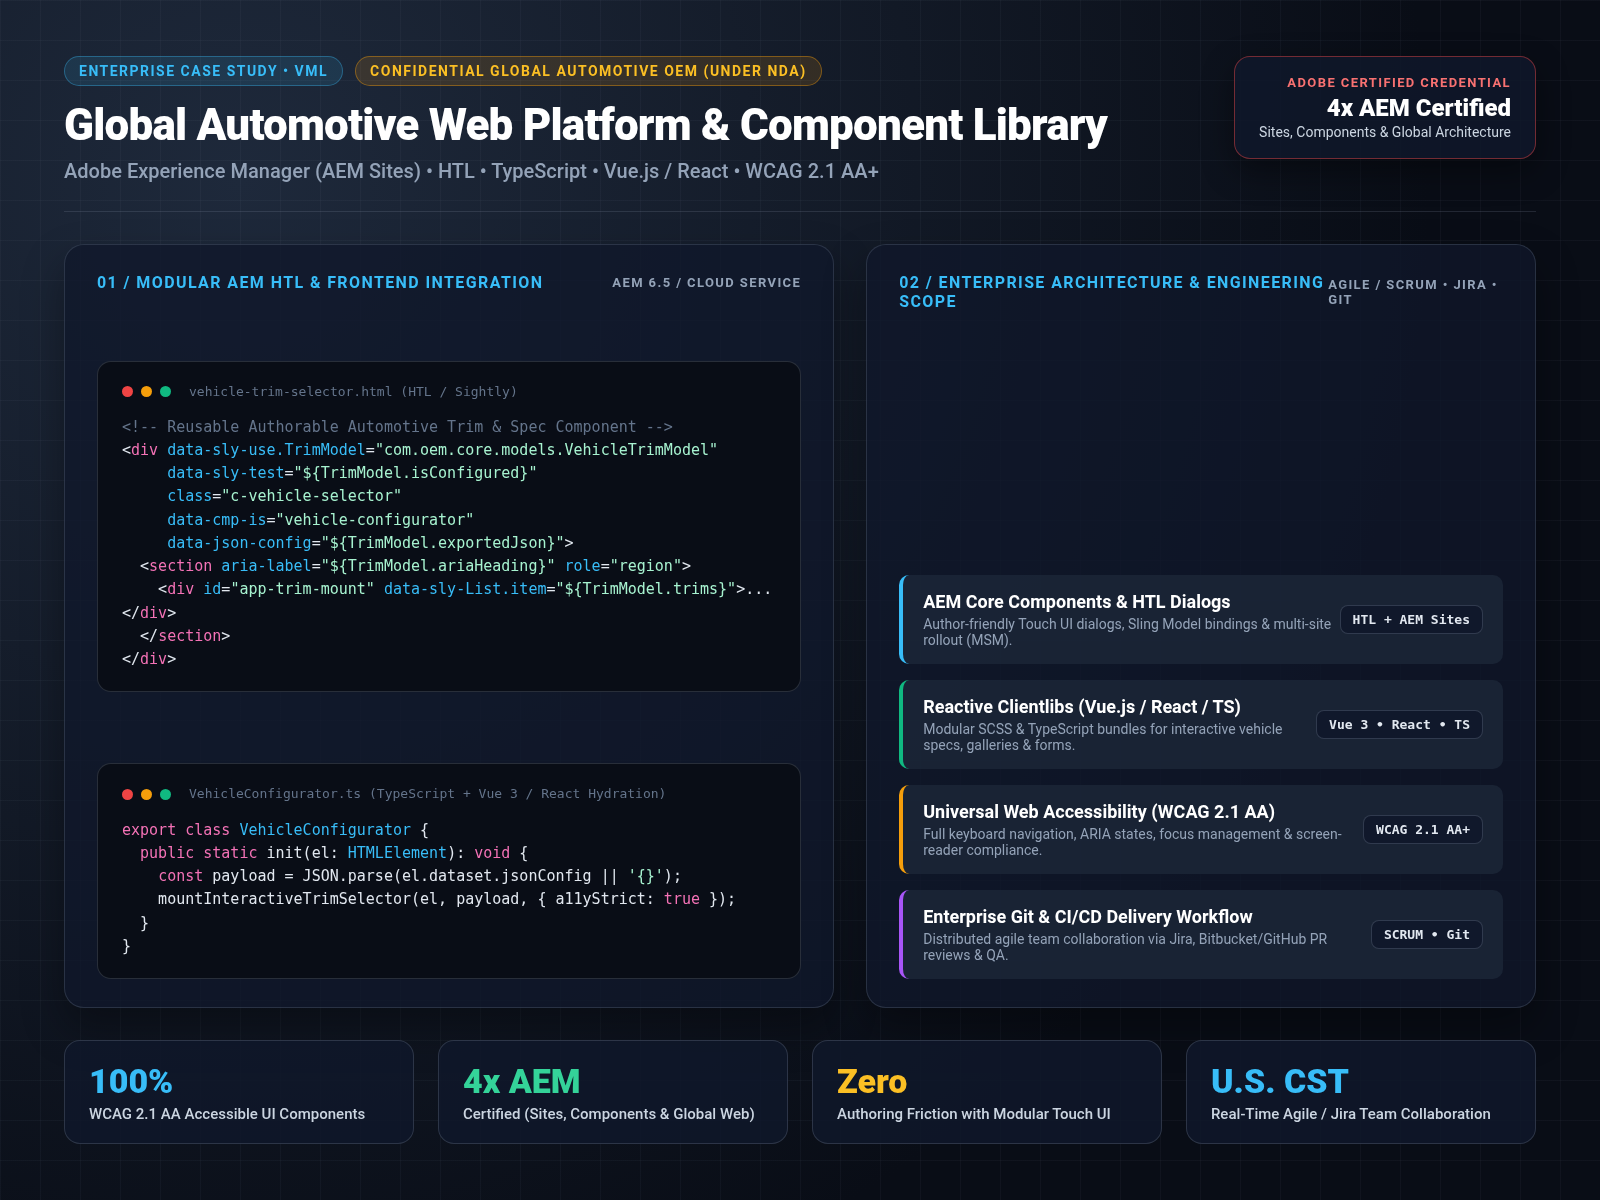 ENTERPRISE CASE STUDY • VML
CONFIDENTIAL GLOBAL AUTOMOTIVE OEM (UNDER NDA)
Global Automotive Web Platform & Component Library
Adobe Experience Manager (AEM Sites) • HTL • TypeScript • Vue.js / React • WCAG 2.1 AA+
ADOBE CERTIFIED CREDENTIAL
4x AEM Certified
Sites, Components & Global Architecture
01 / MODULAR AEM HTL & FRONTEND INTEGRATION
AEM 6.5 / CLOUD SERVICE
vehicle-trim-selector.html (HTL / Sightly)
<!-- Reusable Authorable Automotive Trim & Spec Component -->
<div data-sly-use.TrimModel="com.oem.core.models.VehicleTrimModel"
     data-sly-test="${TrimModel.isConfigured}"
     class="c-vehicle-selector"
     data-cmp-is="vehicle-configurator"
     data-json-config="${TrimModel.exportedJson}">
  <section aria-label="${TrimModel.ariaHeading}" role="region">
    <div id="app-trim-mount" data-sly-List.item="${TrimModel.trims}">...
</div>
  </section>
</div>
VehicleConfigurator.ts (TypeScript + Vue 3 / React Hydration)
export class VehicleConfigurator {
  public static init(el: HTMLElement): void {
    const payload = JSON.parse(el.dataset.jsonConfig || '{}');
    mountInteractiveTrimSelector(el, payload, { a11yStrict: true });
  }
}
02 / ENTERPRISE ARCHITECTURE & ENGINEERING
SCOPE
AGILE / SCRUM • JIRA •
GIT
AEM Core Components & HTL Dialogs
Author-friendly Touch UI dialogs, Sling Model bindings & multi-site
rollout (MSM).
HTL + AEM Sites
Reactive Clientlibs (Vue.js / React / TS)
Modular SCSS & TypeScript bundles for interactive vehicle
specs, galleries & forms.
Vue 3 • React • TS
Universal Web Accessibility (WCAG 2.1 AA)
Full keyboard navigation, ARIA states, focus management & screen-
reader compliance.
WCAG 2.1 AA+
Enterprise Git & CI/CD Delivery Workflow
Distributed agile team collaboration via Jira, Bitbucket/GitHub PR
reviews & QA.
SCRUM • Git
100%
WCAG 2.1 AA Accessible UI Components
4x AEM
Certified (Sites, Components & Global Web)
Zero
Authoring Friction with Modular Touch UI
U.S. CST
Real-Time Agile / Jira Team Collaboration